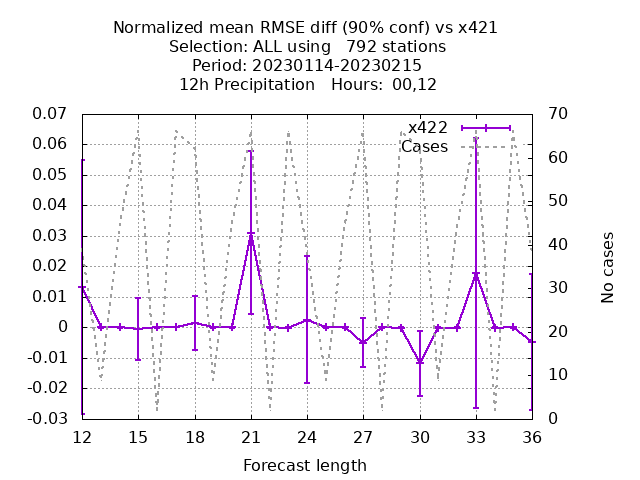 Normalized mean RMSE diff (90% conf) vs x421
Selection: ALL using   792 stations
Period: 20230114-20230215
12h Precipitation   Hours:  00,12
0.07
0.06
0.05
0.04
0.03
0.02
0.01
0
-0.01
-0.02
-0.03
x422
Cases
70
60
50
40
30
20
10
0
No cases
12 15 18 21 24 27 30 33 36
Forecast length